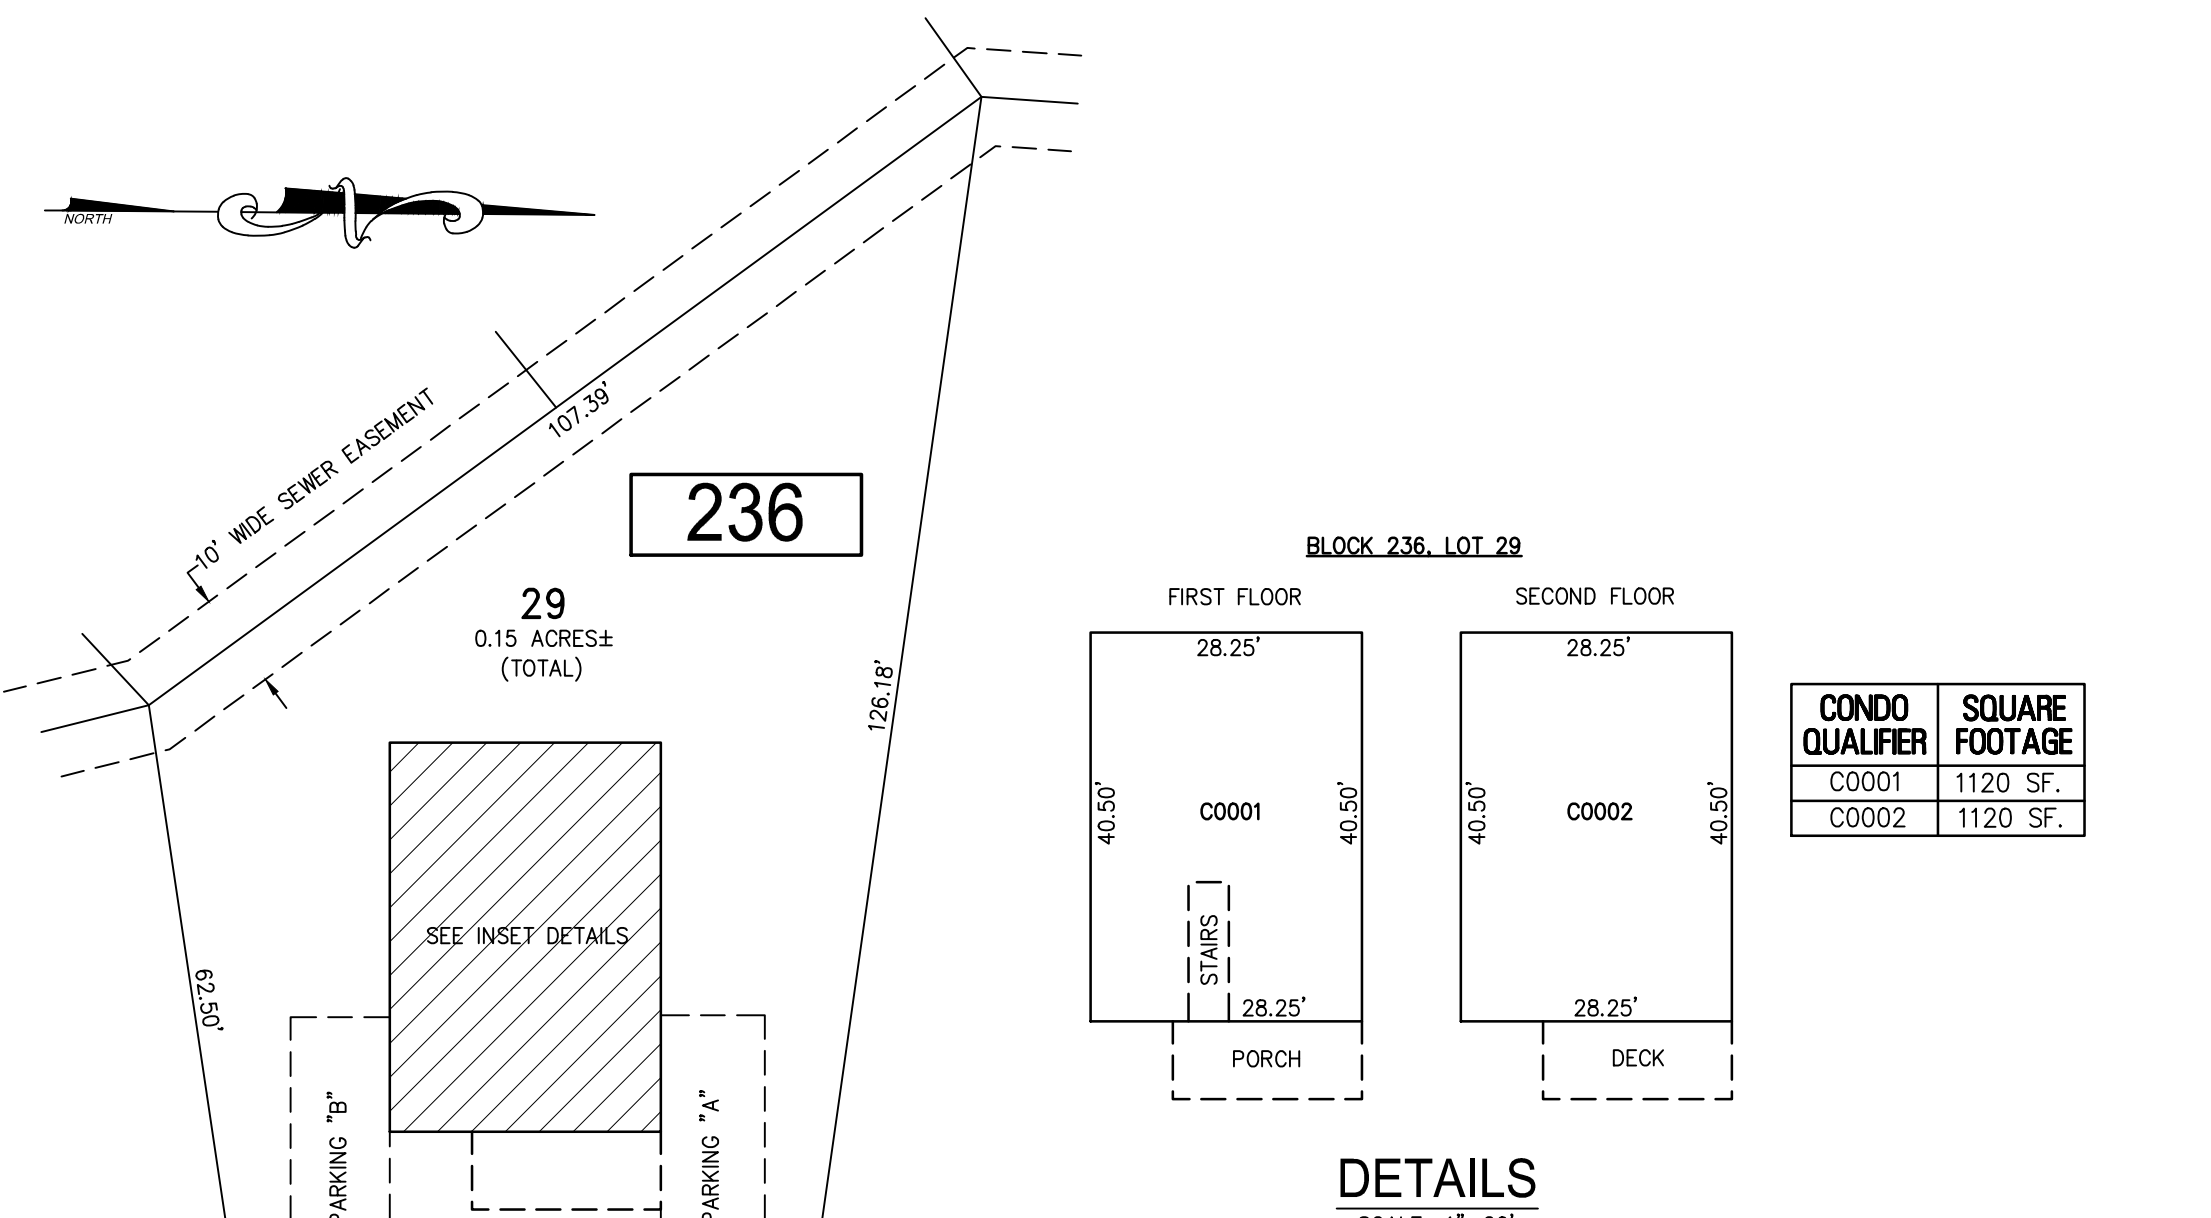 NORTH
10' WIDE SEWER EASEMENT
107.39'
236
29
0.15 ACRES±
(TOTAL)
126.18'
62.50'
SEE INSET DETAILS
PARKING "B"
PARKING "A"
BLOCK 236, LOT 29
FIRST FLOOR
28.25'
40.50'
C0001
40.50'
STAIRS
28.25'
PORCH
SECOND FLOOR
28.25'
40.50'
C0002
40.50'
28.25'
DECK
CONDO QUALIFIER SQUARE FOOTAGE
C0001 1120 SF.
C0002 1120 SF.
DETAILS